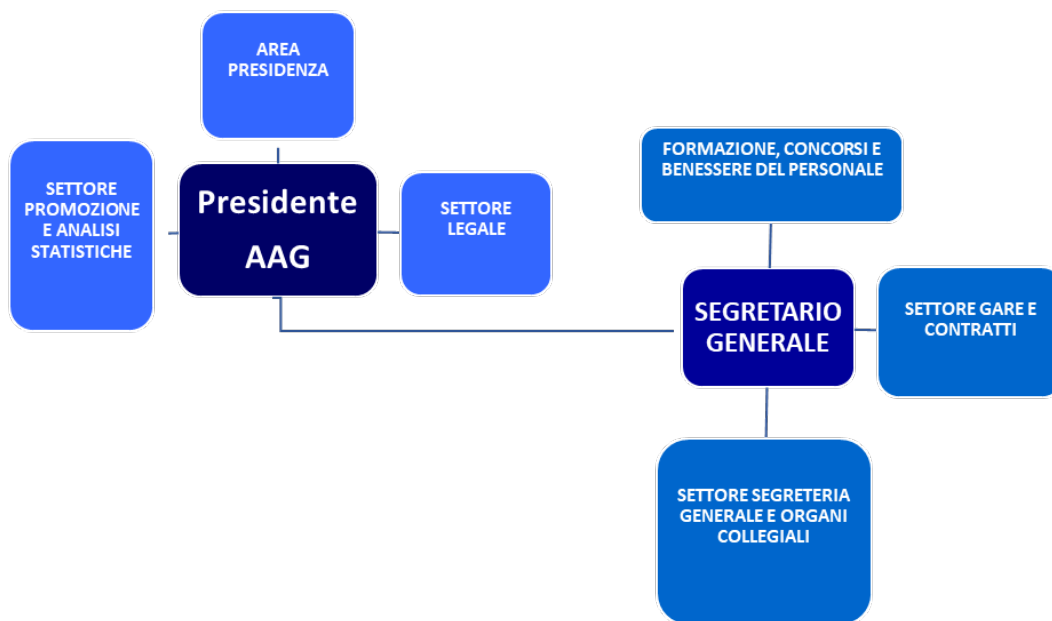 AREA
PRESIDENZA
SETTORE
PROMOZIONE
E ANALISI
STATISTICHE
Presidente
AAG
SETTORE
LEGALE
FORMAZIONE, CONCORSI E
BENESSERE DEL PERSONALE
SEGRETARIO
GENERALE
SETTORE GARE E
CONTRATTI
SETTORE SEGRETERIA
GENERALE E ORGANI
COLLEGIALI